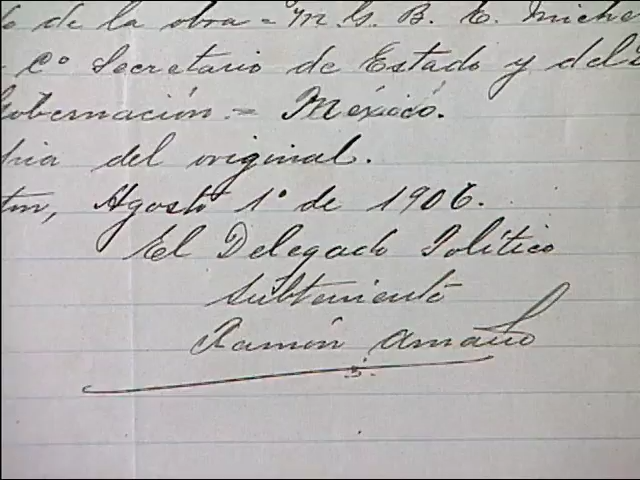 de la obra = M. G. B. E. Miche
C° Secretario de Estado y del
Gobernación. = México.
del original.
Agosto 1° de 1906.
El Delegado Político
Subteniente
Ramón Amaño